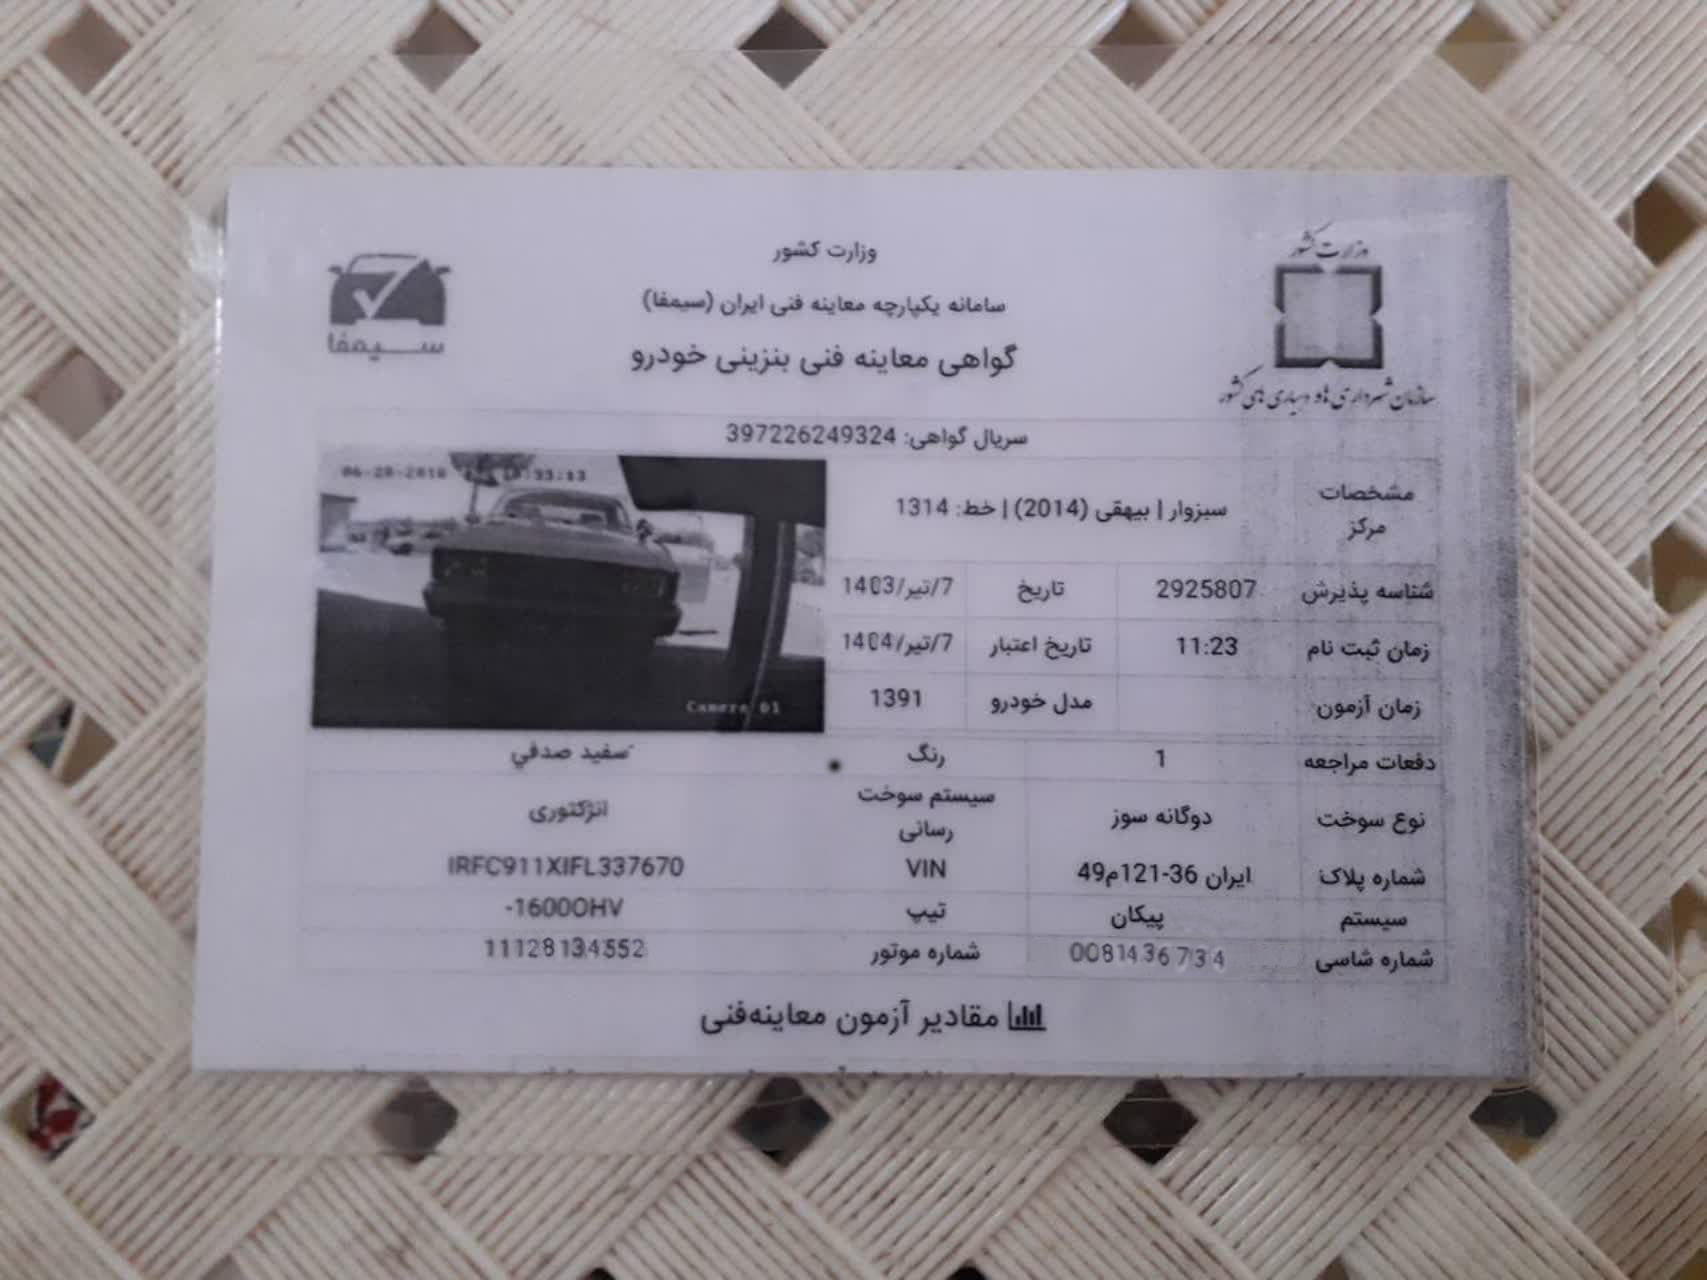 وزارت کشور
سازمان شهرداری ها و دهیاری های کشور
سیمفا
وزارت کشور
سامانه یکپارچه معاینه فنی ایران (سیمفا)
گواهی معاینه فنی بنزینی خودرو
سریال گواهی: 397226249324
مشخصات مرکز سبزوار | بیهقی (2014) | خط: 1314
شناسه پذیرش 2925807 تاریخ 7/تیر/1403
زمان ثبت نام 11:23 تاریخ اعتبار 7/تیر/1404
زمان آزمون مدل خودرو 1391
Camera 01
دفعات مراجعه 1 رنگ سفید صدفي
نوع سوخت دوگانه سوز سیستم سوخت رسانی انژکتوری
شماره پلاک ایران 36-121م49 VIN IRFC911XIFL337670
سیستم پیکان تیپ -1600OHV
شماره شاسی 0081436734 شماره موتور 11128134552
مقادیر آزمون معاینه‌فنی